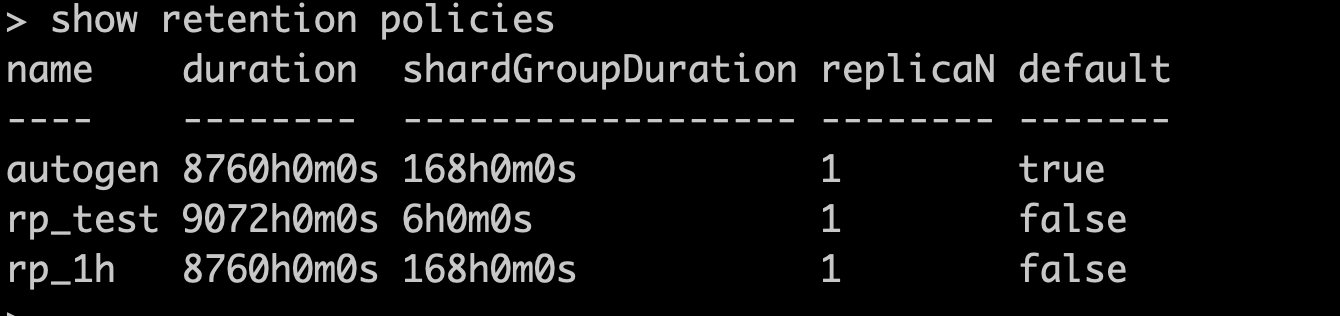 > show retention policies
name    duration  shardGroupDuration replicaN default
----    --------  ------------------ -------- -------
autogen 8760h0m0s 168h0m0s           1        true
rp_test 9072h0m0s 6h0m0s             1        false
rp_1h   8760h0m0s 168h0m0s           1        false